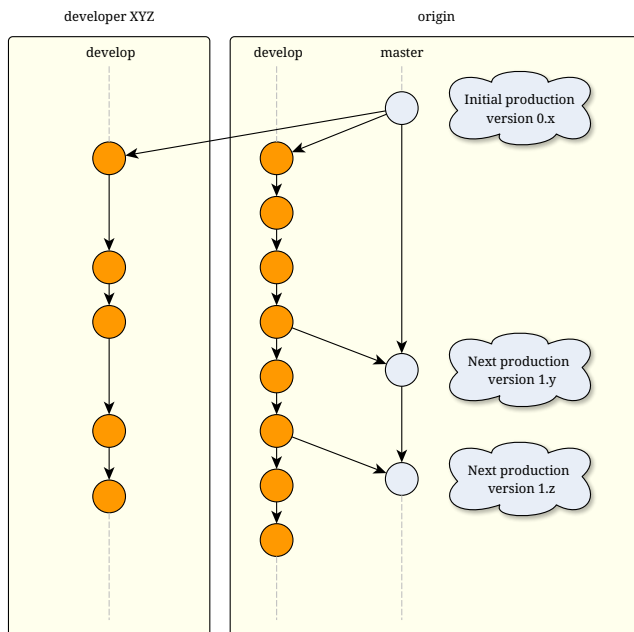 developer XYZ
origin
develop
develop
master
Initial production
version 0.x
Next production
version 1.y
Next production
version 1.z